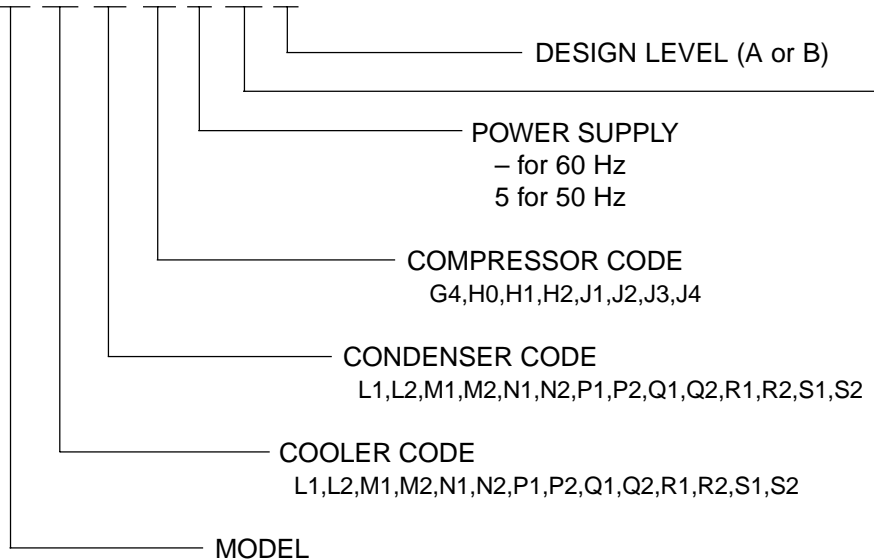 DESIGN LEVEL (A or B)
POWER SUPPLY
– for 60 Hz
5 for 50 Hz
COMPRESSOR CODE
G4,H0,H1,H2,J1,J2,J3,J4
CONDENSER CODE
L1,L2,M1,M2,N1,N2,P1,P2,Q1,Q2,R1,R2,S1,S2
COOLER CODE
L1,L2,M1,M2,N1,N2,P1,P2,Q1,Q2,R1,R2,S1,S2
MODEL